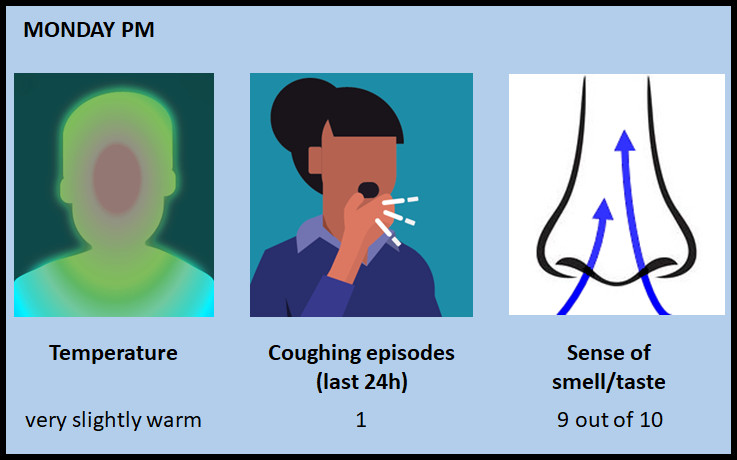 MONDAY PM
Temperature
very slightly warm
Coughing episodes
(last 24h)
1
Sense of
smell/taste
9 out of 10